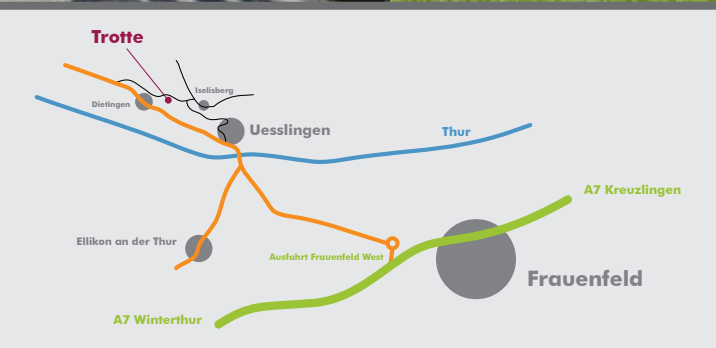 Trotte
Iselisberg
Dietingen
Uesslingen
Thur
A7 Kreuzlingen
Ellikon an der Thur
Ausfahrt Frauenfeld West
Frauenfeld
A7 Winterthur